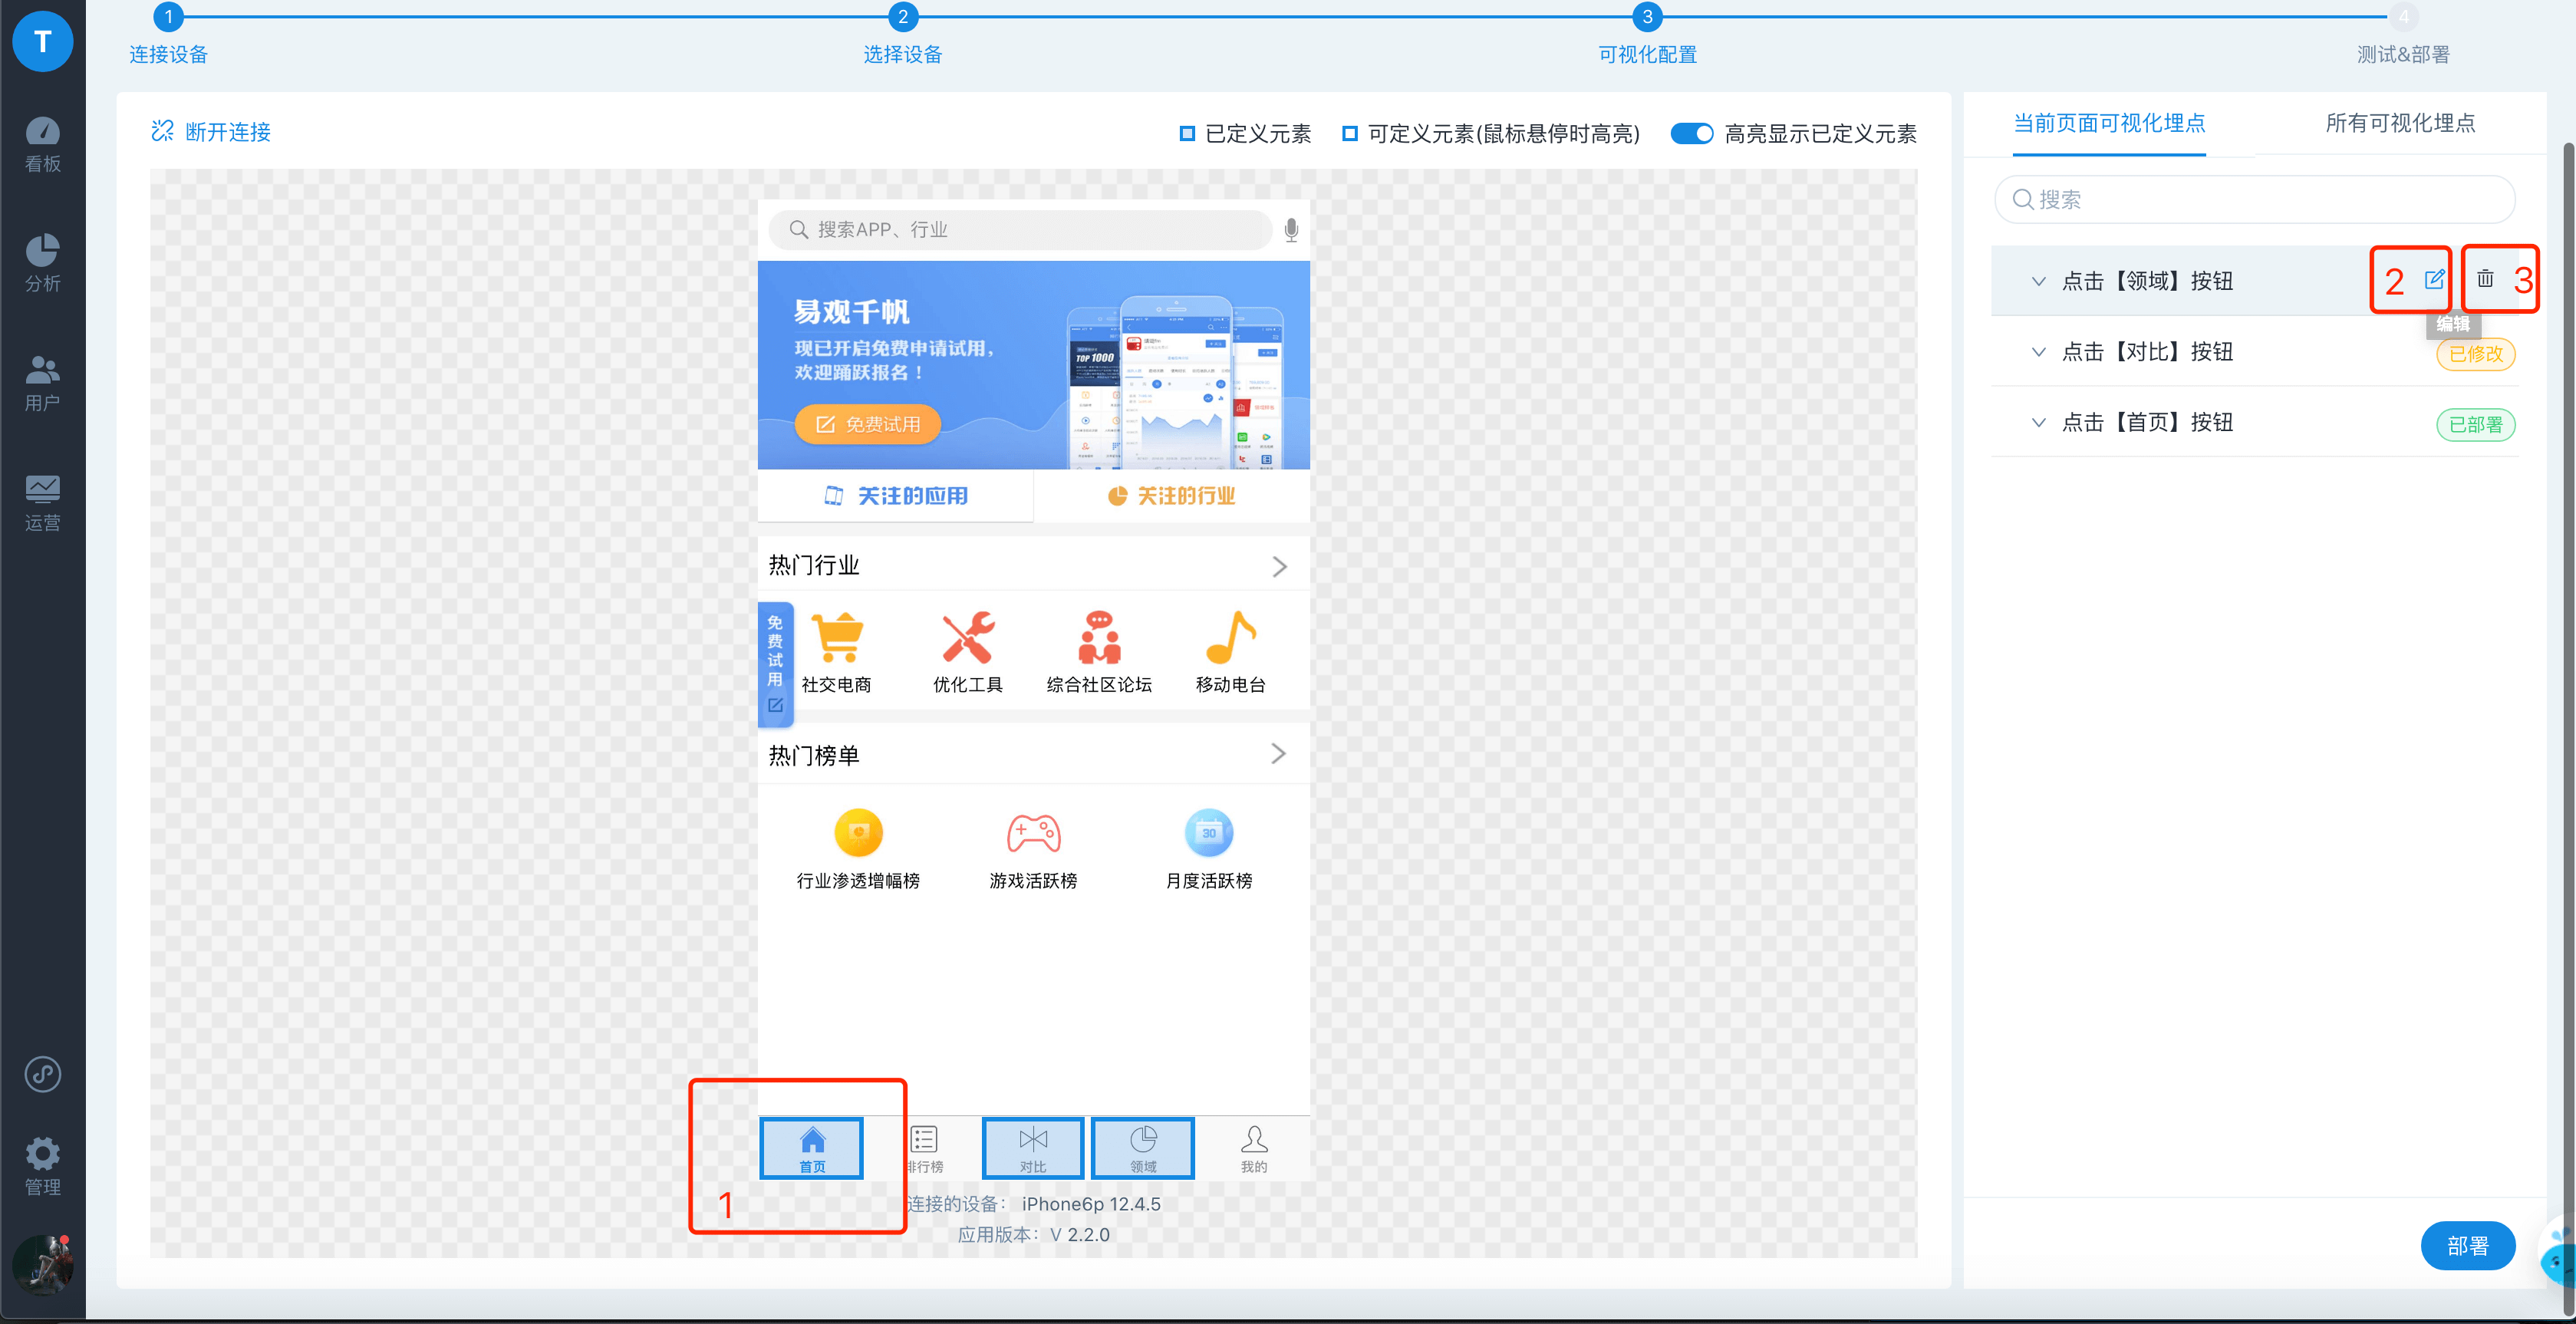 T
看板
分析
用户
运营
管理
1
2
3
4
连接设备
选择设备
可视化配置
测试&部署
断开连接
已定义元素
可定义元素(鼠标悬停时高亮)
高亮显示已定义元素
搜索APP、行业
易观千帆
现已开启免费申请试用，
欢迎踊跃报名！
免费试用
TOP 1000
关注的应用
关注的行业
热门行业
免费试用
社交电商
优化工具
综合社区论坛
移动电台
热门榜单
30
行业渗透增幅榜
游戏活跃榜
月度活跃榜
首页
排行榜
对比
领域
我的
1
连接的设备： iPhone6p 12.4.5
应用版本：V 2.2.0
当前页面可视化埋点
所有可视化埋点
搜索
点击【领域】按钮
2
3
编辑
点击【对比】按钮
已修改
点击【首页】按钮
已部署
部署